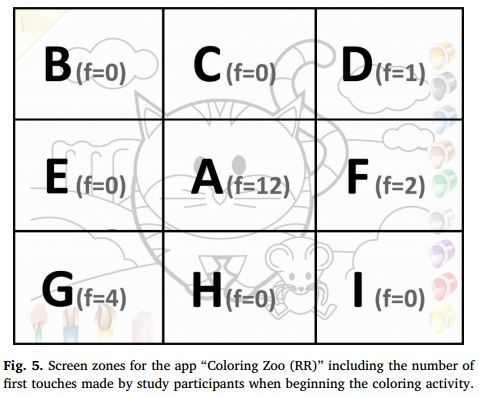 B(f=0) C(f=0) D(f=1)
E(f=0) A(f=12) F(f=2)
G(f=4) H(f=0) I(f=0)
Fig. 5. Screen zones for the app “Coloring Zoo (RR)” including the number of
first touches made by study participants when beginning the coloring activity.